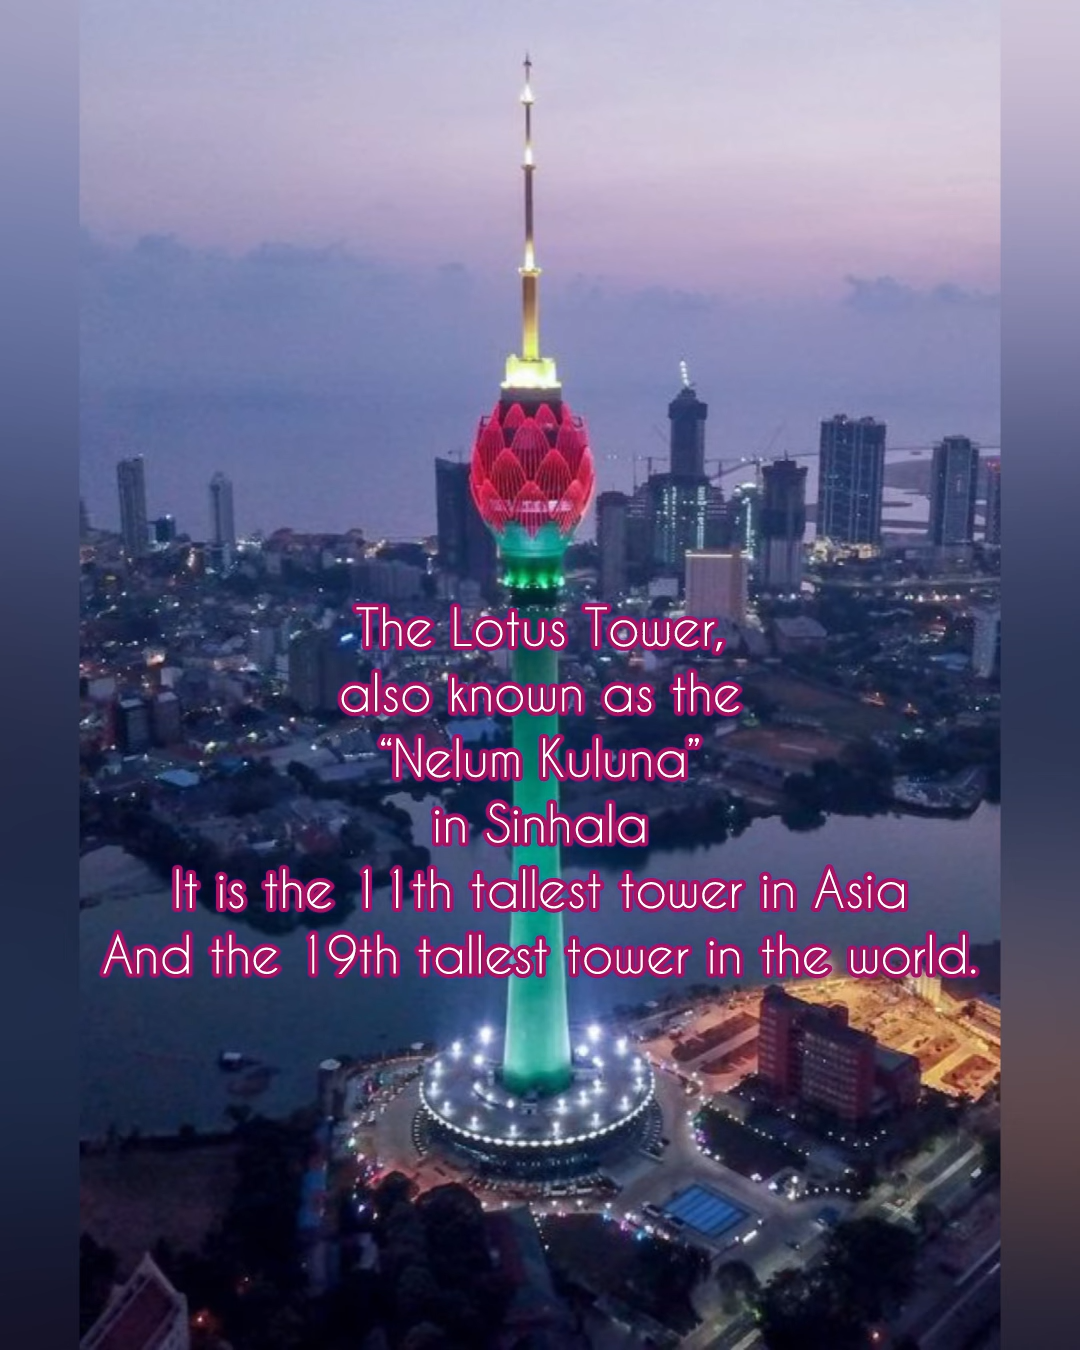 The Lotus Tower,
also known as the
“Nelum Kuluna”
in Sinhala
It is the 11th tallest tower in Asia
And the 19th tallest tower in the world.